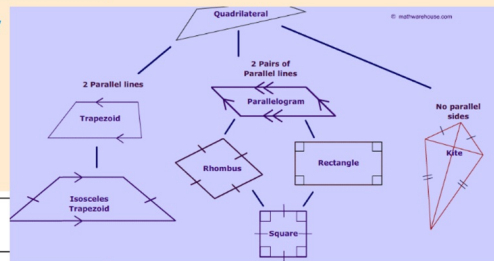 Quadrilateral
© mathwarehouse.com
2 Parallel lines
2 Pairs of
Parallel lines
Trapezoid
Parallelogram
No parallel
sides
Kite
Rhombus
Rectangle
Isosceles
Trapezoid
Square